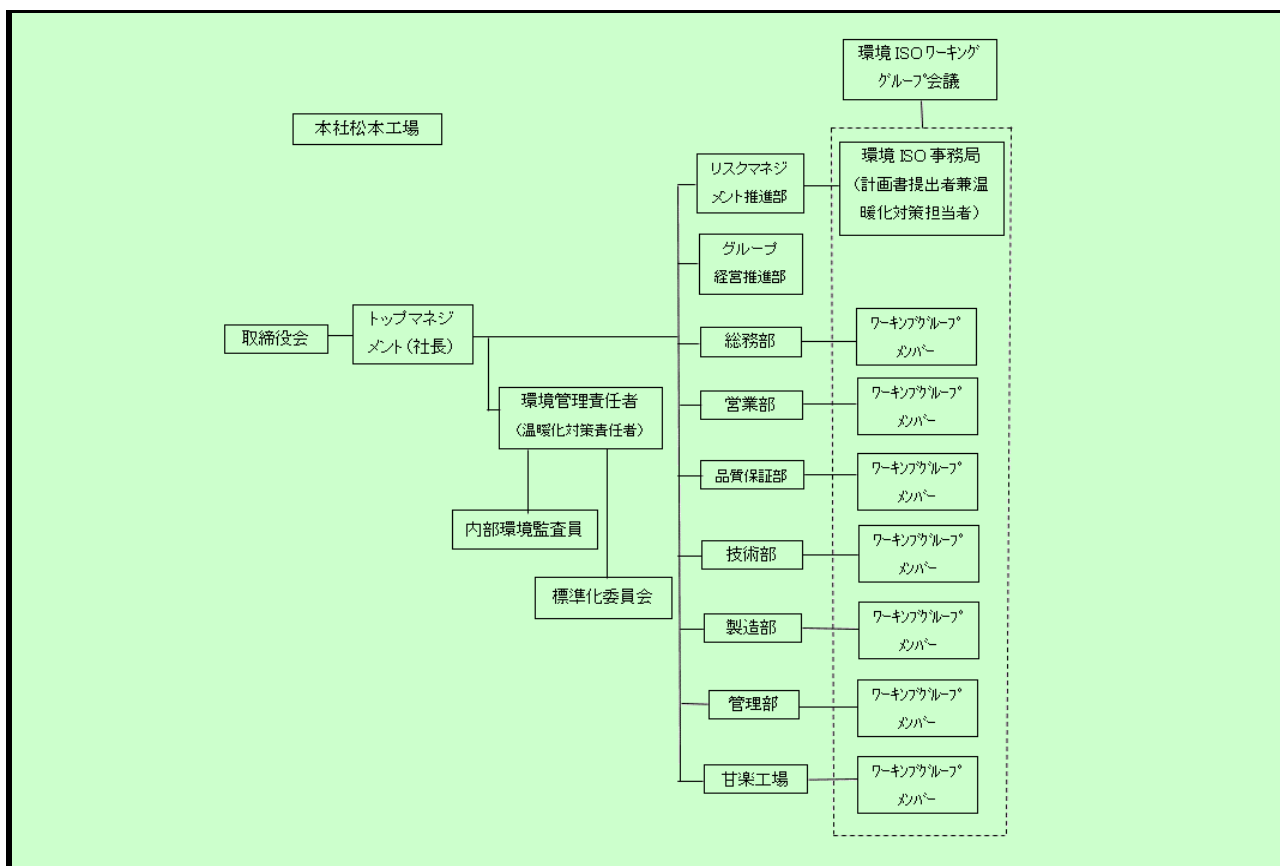 環境ISOワーキング
グループ会議
本社松本工場
環境ISO事務局
(計画書提出者兼温
暖化対策担当者)
リスクマネジ
メント推進部
グループ
経営推進部
取締役会
トップマネジ
メント(社長)
総務部
ワーキンググループ
メンバー
環境管理責任者
(温暖化対策責任者)
営業部
ワーキンググループ
メンバー
品質保証部
ワーキンググループ
メンバー
内部環境監査員
技術部
ワーキンググループ
メンバー
標準化委員会
製造部
ワーキンググループ
メンバー
管理部
ワーキンググループ
メンバー
甘楽工場
ワーキンググループ
メンバー